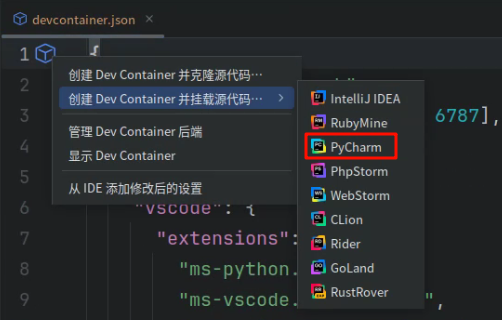 devcontainer.json ×
1 {
创建 Dev Container 并克隆源代码…
创建 Dev Container 并挂载源代码… >
管理 Dev Container 后端
显示 Dev Container
从 IDE 添加修改后的设置
IntelliJ IDEA
RubyMine
PyCharm
PhpStorm
WebStorm
CLion
Rider
GoLand
RustRover
2
3 6787],
4
5
6 "vscode": {
7 "extensions":
8 "ms-python.
9 "ms-vscode. ",